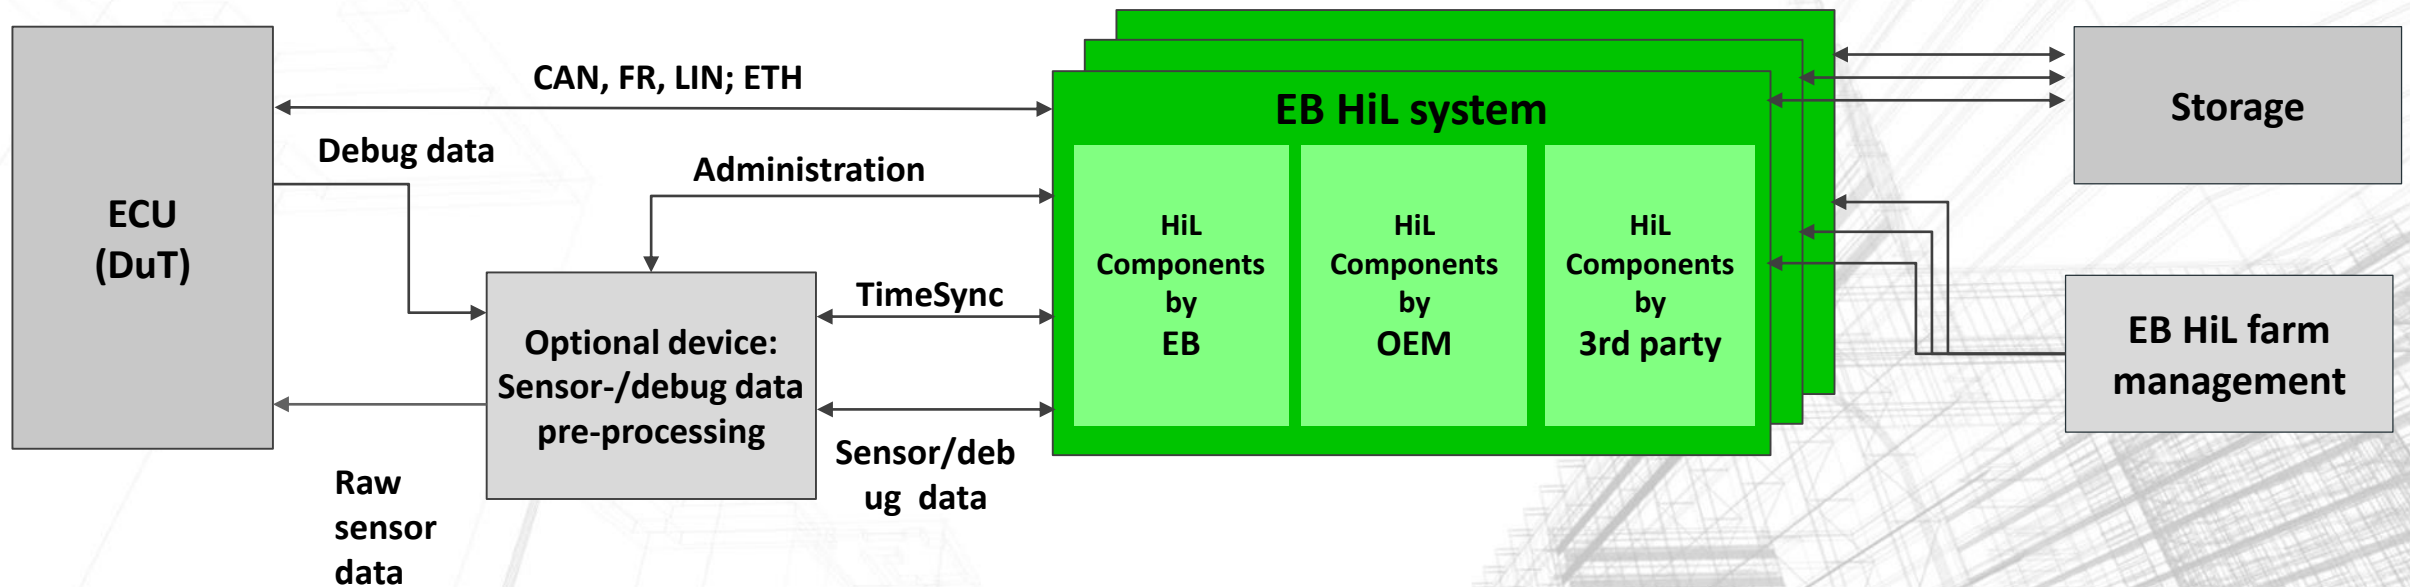 CAN, FR, LIN; ETH
Debug data
Administration
ECU
(DuT)
TimeSync
Optional device:
Sensor-/debug data
pre-processing
Sensor/deb
ug data
Raw
sensor
data
EB HiL system
HiL
Components
by
EB
HiL
Components
by
OEM
HiL
Components
by
3rd party
Storage
EB HiL farm
management